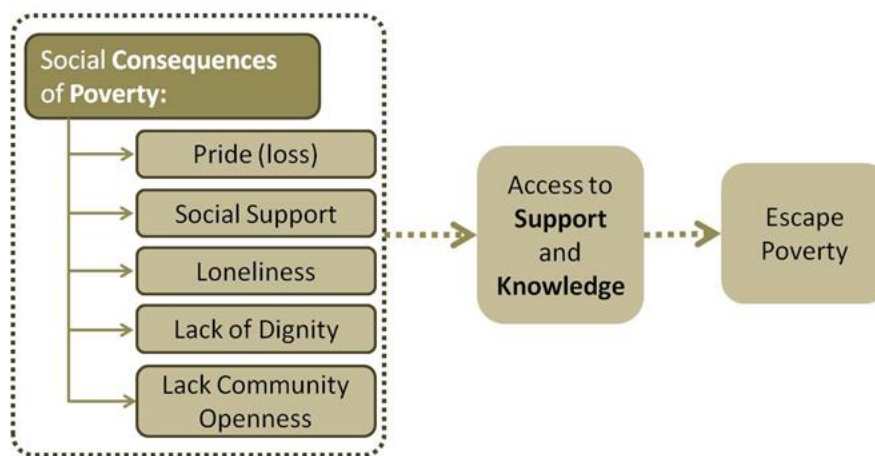 Social Consequences
of Poverty:
Pride (loss)
Social Support
Loneliness
Lack of Dignity
Lack Community
Openness
Access to
Support
and
Knowledge
Escape
Poverty